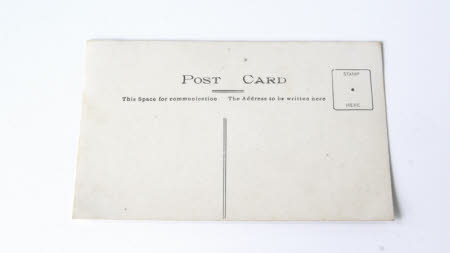 POST CARD
This Space for communication The Address to be written here
STAMP
HERE